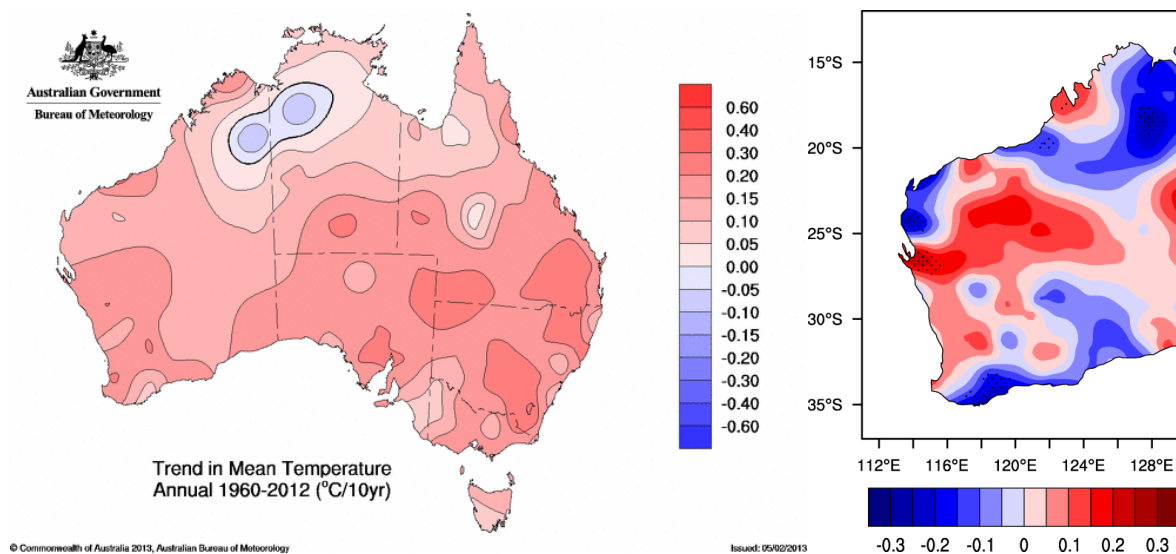 Australian Government
Bureau of Meteorology
0.60
0.40
0.30
0.20
0.15
0.10
0.05
0.00
-0.05
-0.10
-0.15
-0.20
-0.30
-0.40
-0.60
Trend in Mean Temperature
Annual 1960-2012 (°C/10yr)
© Commonwealth of Australia 2013, Australian Bureau of Meteorology
Issued: 05/02/2013
15°S
20°S
25°S
30°S
35°S
112°E 116°E 120°E 124°E 128°E
-0.3 -0.2 -0.1 0 0.1 0.2 0.3